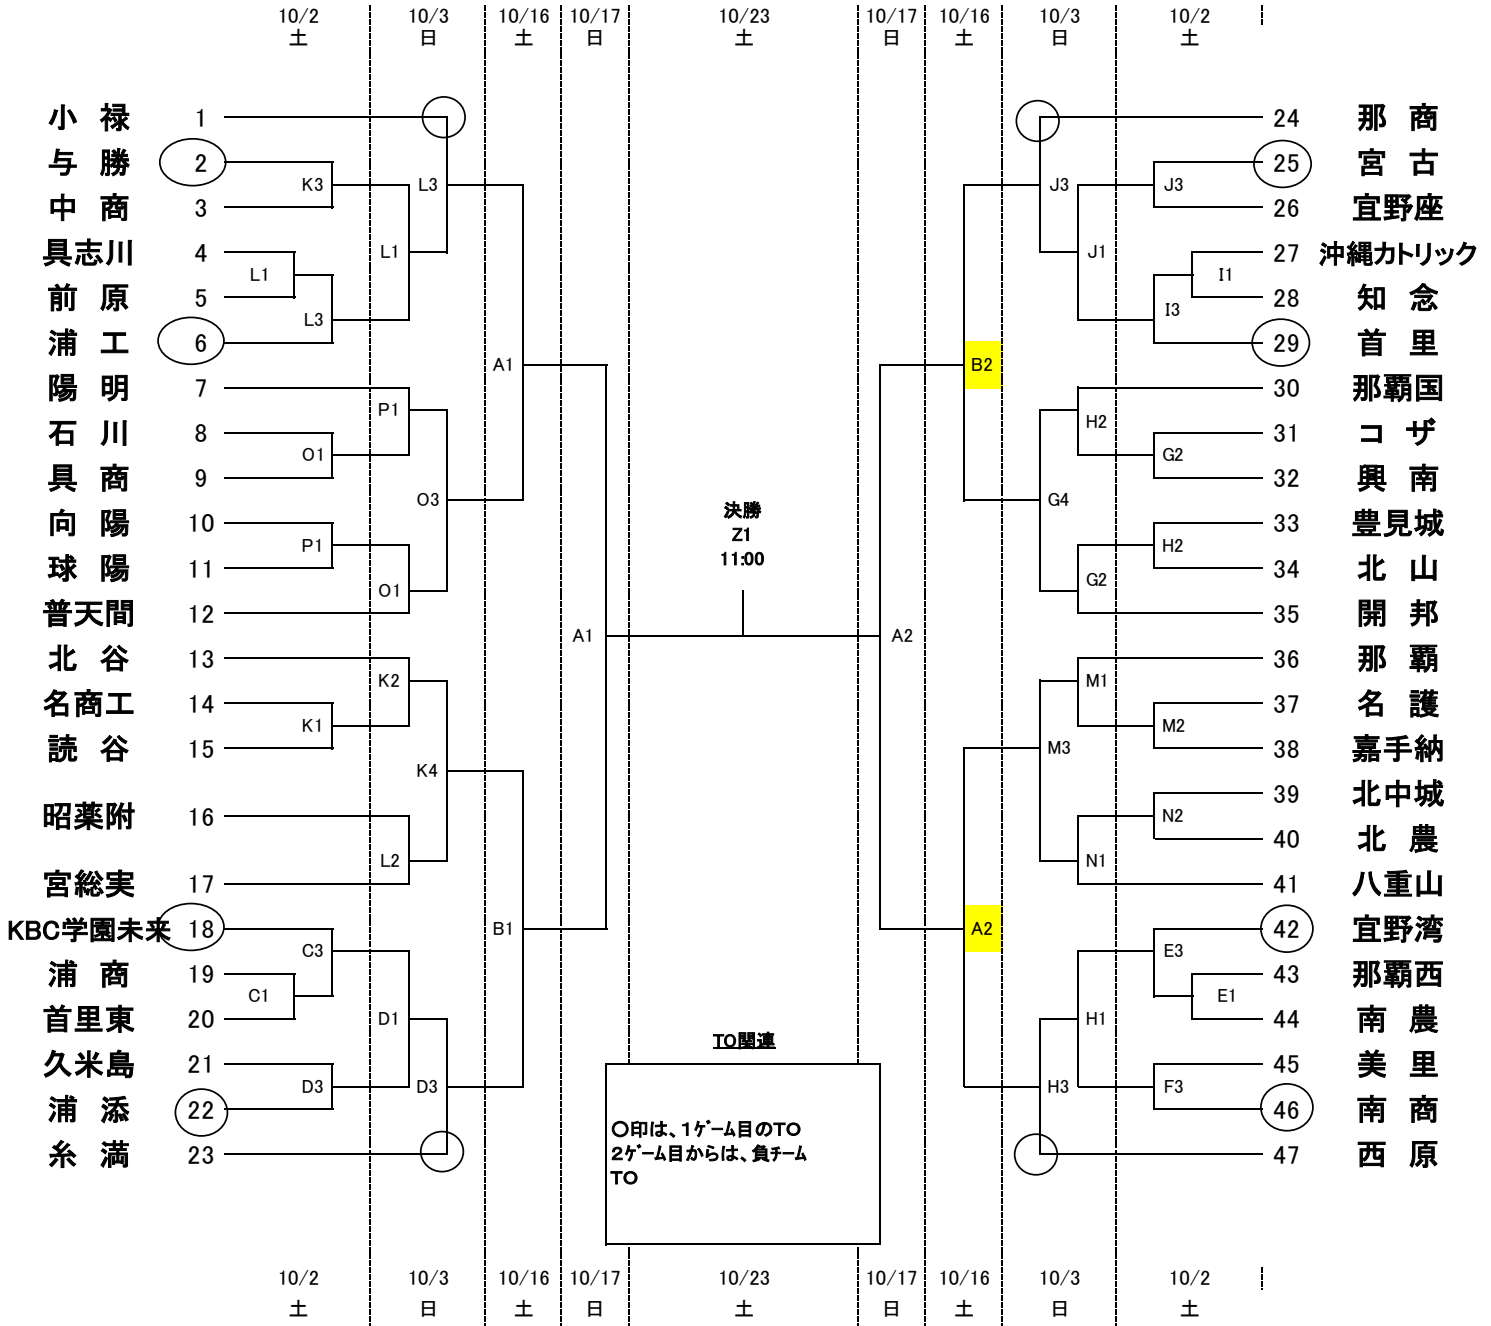 10/2 10/3 10/16 10/17 10/23 10/17 10/16 10/3 10/2
土 日 土 日 土 日 土 日 土
小 禄 1 24 那 商
与 勝 2 25 宮 古
K3 L3 J3 J3
中 商 3 26 宜野座
具志川 4 L1 J1 27 沖縄カトリック
L1 I1
前 原 5 28 知 念
L3 I3
浦 工 6 29 首 里
A1 B2
陽 明 7 30 那覇国
P1 H2
石 川 8 31 コ ザ
O1 G2
具 商 9 32 興 南
O3 G4
決勝
向 陽 10 33 豊見城
Z1
P1 H2
11:00
球 陽 11 34 北 山
O1 G2
普天間 12 35 開 邦
A1 A2
北 谷 13 36 那 覇
K2 M1
名商工 14 37 名 護
K1 M2
読 谷 15 38 嘉手納
K4 M3
39 北中城
昭薬附 16 N2
40 北 農
L2 N1
宮総実 17 41 八重山
KBC学園未来 18 B1 A2 42 宜野湾
C3 E3
浦 商 19 43 那覇西
C1 E1
首里東 20 D1 H1 44 南 農
TO関連
久米島 21 45 美 里
D3 D3 H3 F3
浦 添 22 46 南 商
○印は、1ゲーム目のTO
2ゲーム目からは、負チーム
糸 満 23 47 西 原
TO
10/2 10/3 10/16 10/17 10/23 10/17 10/16 10/3 10/2
土 日 土 日 土 日 土 日 土